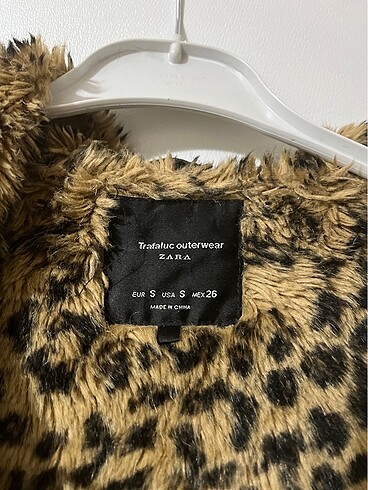 Trafaluc outerwear
ZARA
EUR S USA S MEX 26
MADE IN CHINA